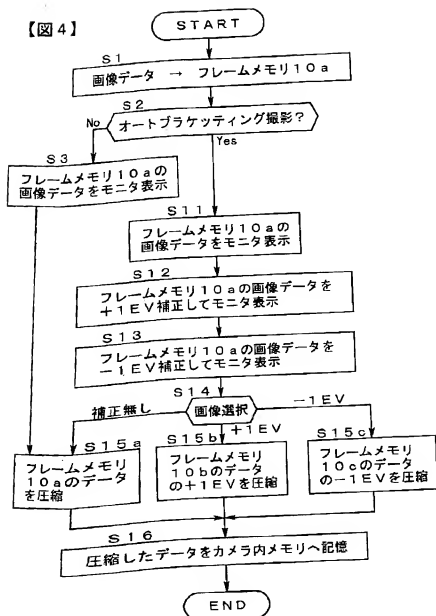 【図4】
START
S1
画像データ → フレームメモリ10a
S2
オートブラケッティング撮影?
No
Yes
S3
フレームメモリ10aの
画像データをモニタ表示
S11
フレームメモリ10aの
画像データをモニタ表示
S12
フレームメモリ10aの画像データを
+1EV補正してモニタ表示
S13
フレームメモリ10aの画像データを
-1EV補正してモニタ表示
S14
画像選択
補正無し
+1EV
-1EV
S15a
フレームメモリ
10aのデータ
を圧縮
S15b
フレームメモリ
10bのデータ
の+1EVを圧縮
S15c
フレームメモリ
10cのデータ
の-1EVを圧縮
S16
圧縮したデータをカメラ内メモリへ記憶
END